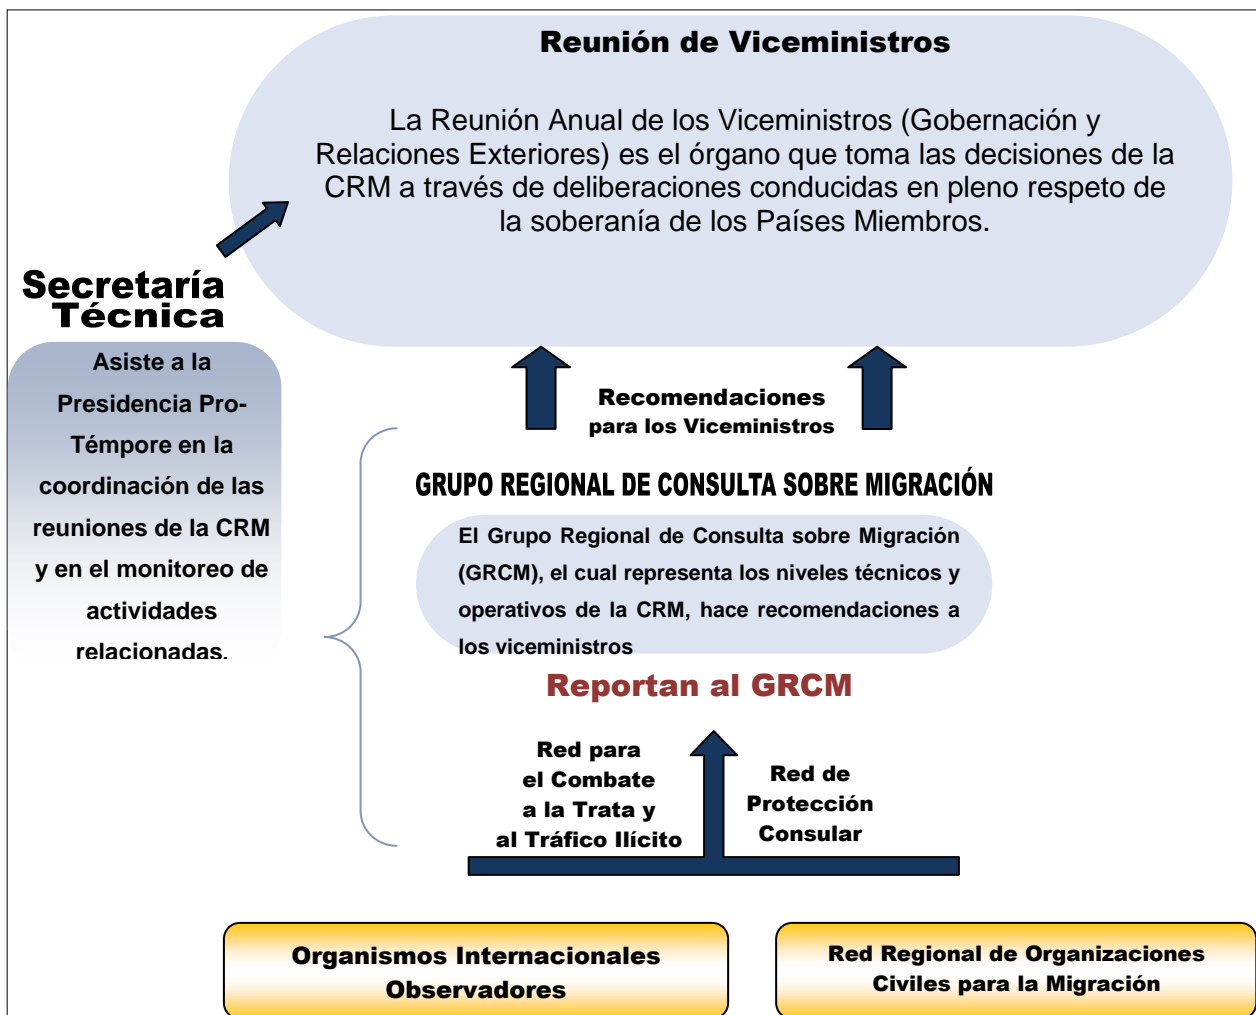 Reunión de Viceministros
La Reunión Anual de los Viceministros (Gobernación y
Relaciones Exteriores) es el órgano que toma las decisiones de la
CRM a través de deliberaciones conducidas en pleno respeto de
la soberanía de los Países Miembros.
Secretaría
Técnica
Asiste a la
Presidencia Pro-
Témpore en la
coordinación de las
reuniones de la CRM
y en el monitoreo de
actividades
relacionadas.
Recomendaciones
para los Viceministros
GRUPO REGIONAL DE CONSULTA SOBRE MIGRACIÓN
El Grupo Regional de Consulta sobre Migración
(GRCM), el cual representa los niveles técnicos y
operativos de la CRM, hace recomendaciones a
los viceministros
Reportan al GRCM
Red para
el Combate
a la Trata y
al Tráfico Ilícito
Red de
Protección
Consular
Organismos Internacionales
Observadores
Red Regional de Organizaciones
Civiles para la Migración